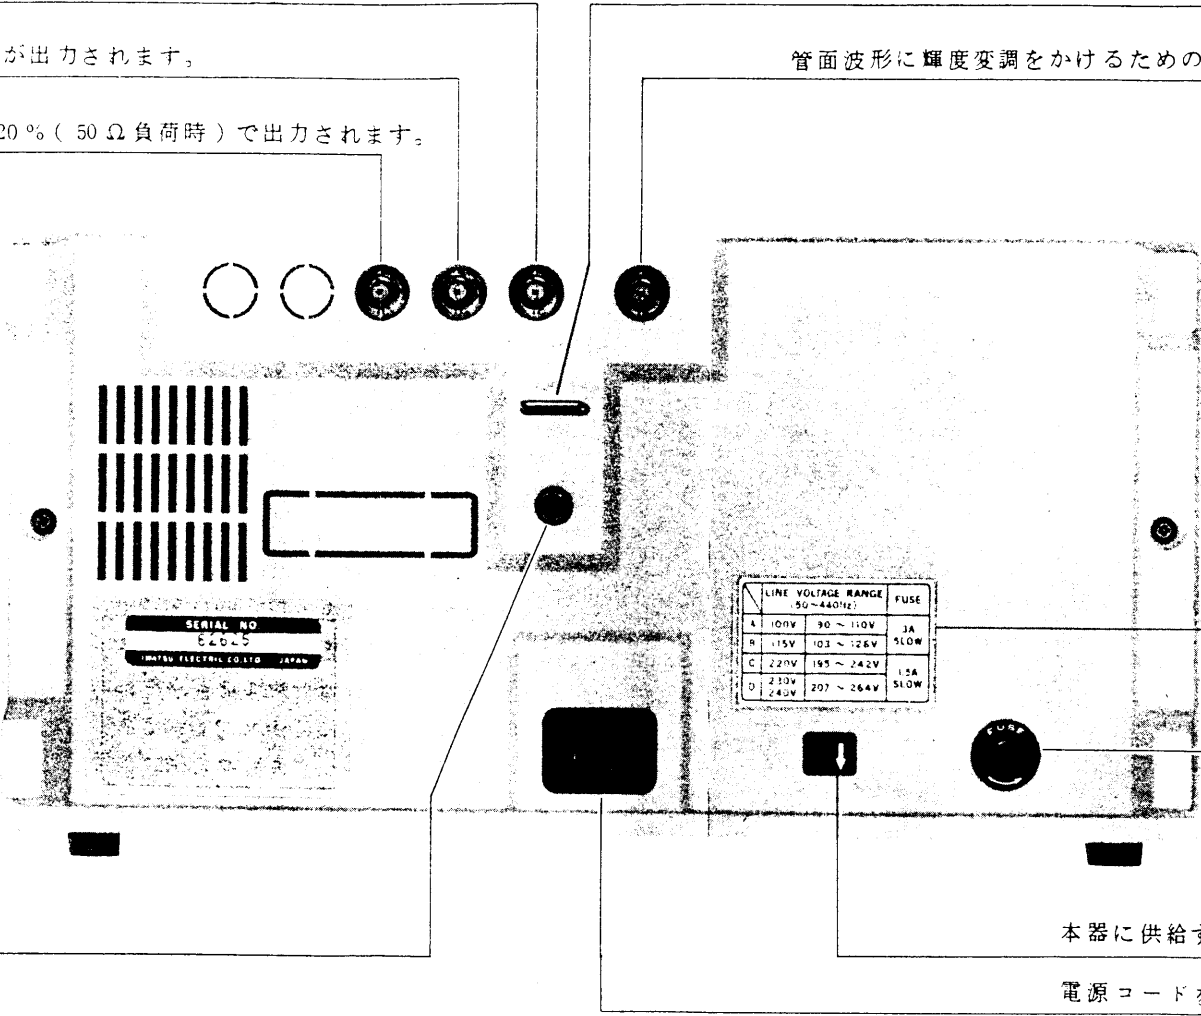 が出力されます。
管面波形に輝度変調をかけるための
20%(50Ω負荷時)で出力されます。
LINE VOLTAGE RANGE
(50~440Hz)
FUSE
A 100V 90 ~ 110V
3A
SLOW
B 115V 103 ~ 126V
C 220V 195 ~ 242V
1.5A
SLOW
D 230V
240V
207 ~ 264V
SERIAL NO
IWATSU ELECTRIC CO. LTD JAPAN
FUSE
本器に供給す
電源コードを